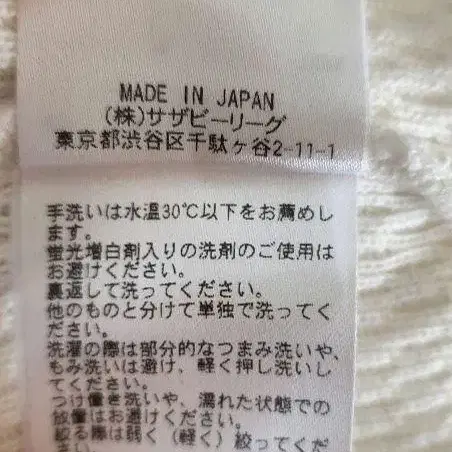 MADE IN JAPAN
(株)サザビーリーグ
東京都渋谷区千駄ヶ谷2-11-1
手洗いは水温30℃以下をお薦めし
ます。
蛍光増白剤入りの洗剤のご使用は
お避けください。
裏返して洗ってください。
他のものと分けて単独で洗ってく
ださい。
洗濯の際は部分的なつまみ洗いや、
もみ洗いは避け、軽く押し洗いし
てください。
つけ置き洗いや、濡れた状態での
放置はお避けください。
絞る際は弱く（軽く）絞ってくだ
さい